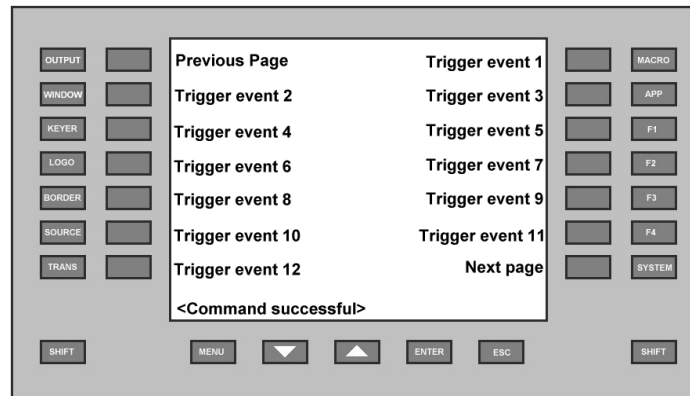 OUTPUT Previous Page Trigger event 1 MACRO
WINDOW Trigger event 2 Trigger event 3 APP
KEYER Trigger event 4 Trigger event 5 F1
LOGO Trigger event 6 Trigger event 7 F2
BORDER Trigger event 8 Trigger event 9 F3
SOURCE Trigger event 10 Trigger event 11 F4
TRANS Trigger event 12 Next page SYSTEM
<Command successful>
SHIFT MENU ENTER ESC SHIFT